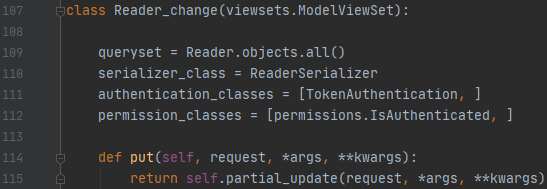 107 class Reader_change(viewsets.ModelViewSet):
108
109 queryset = Reader.objects.all()
110 serializer_class = ReaderSerializer
111 authentication_classes = [TokenAuthentication, ]
112 permission_classes = [permissions.IsAuthenticated, ]
113
114 def put(self, request, *args, **kwargs):
115 return self.partial_update(request, *args, **kwargs)